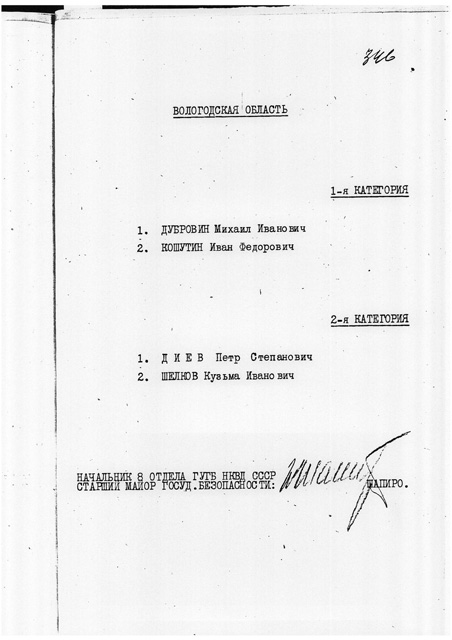 346
ВОЛОГОДСКАЯ ОБЛАСТЬ
1-я КАТЕГОРИЯ
1. ДУБРОВИН Михаил Иванович
2. КОШУТИН Иван Федорович
2-я КАТЕГОРИЯ
1. Д И Е В Петр Степанович
2. ШЕЛКОВ Кузьма Иванович
НАЧАЛЬНИК 8 ОТДЕЛА ГУГБ НКВД СССР
СТАРШИЙ МАЙОР ГОСУД.БЕЗОПАСНОСТИ: ШАПИРО.